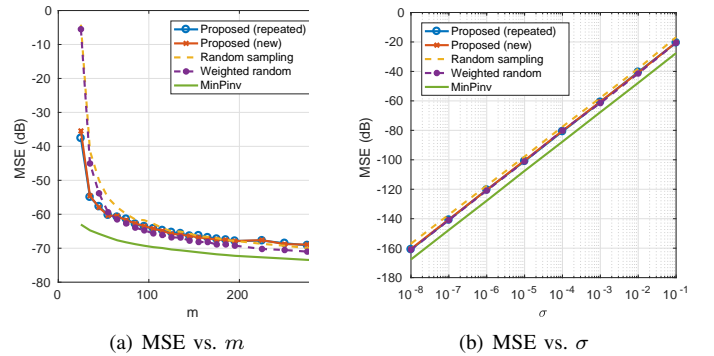 0
-10
-20
-30
-40
-50
-60
-70
-80
MSE (dB)
0
100
200
m
Proposed (repeated)
Proposed (new)
Random sampling
Weighted random
MinPinv
(a) MSE vs. m
-20
-40
-60
-80
-100
-120
-140
-160
-180
MSE (dB)
10⁻⁸ 10⁻⁷ 10⁻⁶ 10⁻⁵ 10⁻⁴ 10⁻³ 10⁻² 10⁻¹
σ
Proposed (repeated)
Proposed (new)
Random sampling
Weighted random
MinPinv
(b) MSE vs. σ